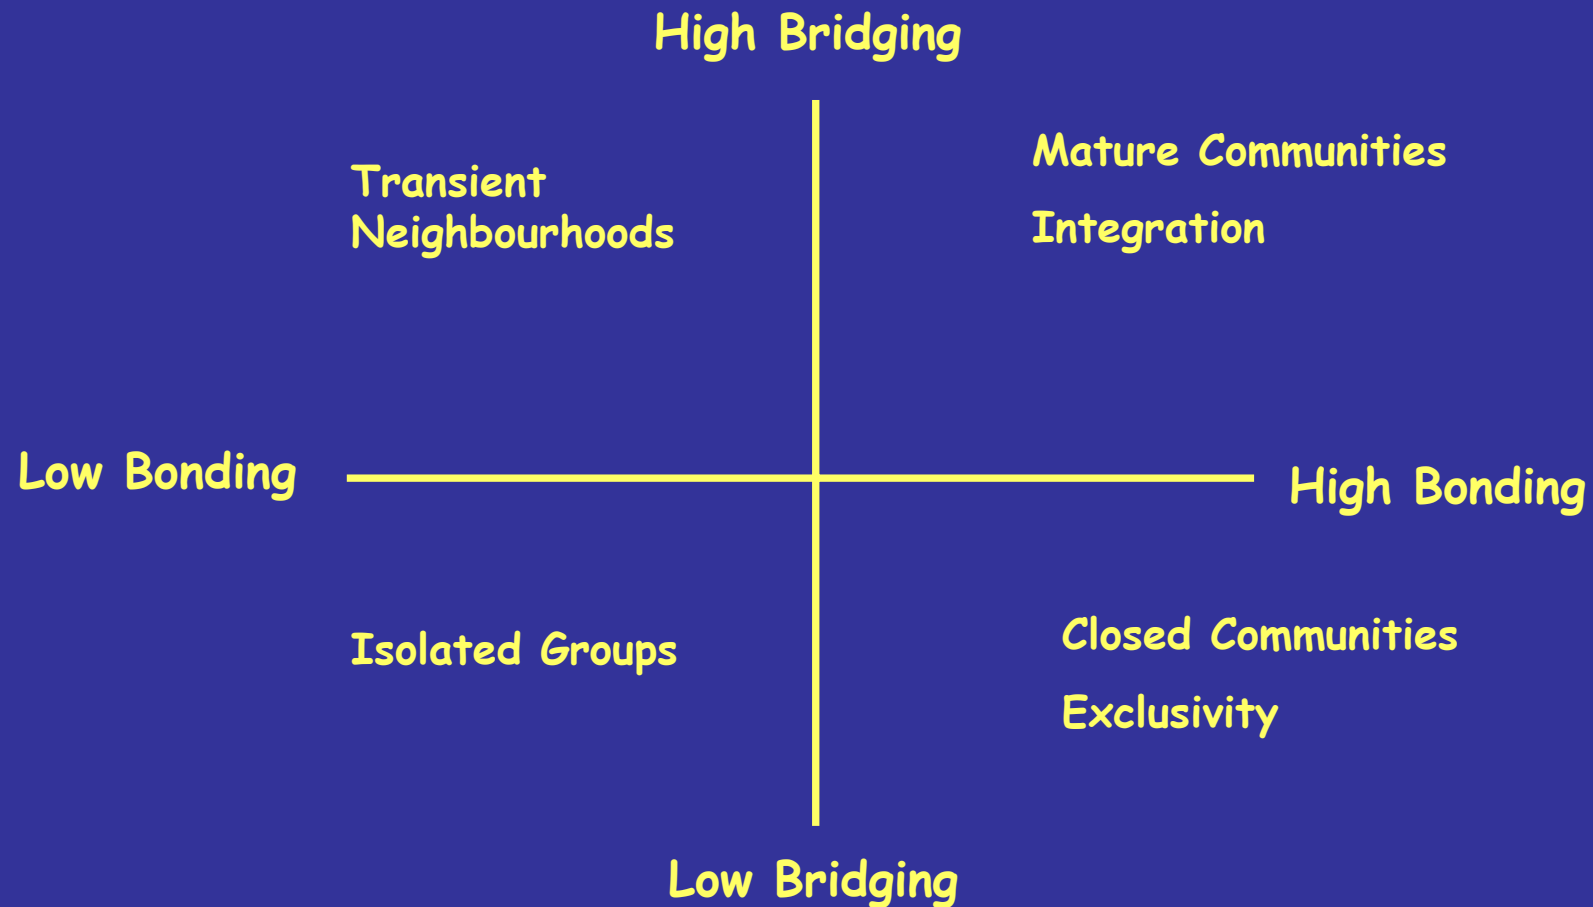 High Bridging
Transient
Neighbourhoods
Mature Communities
Integration
Low Bonding
High Bonding
Isolated Groups
Closed Communities
Exclusivity
Low Bridging